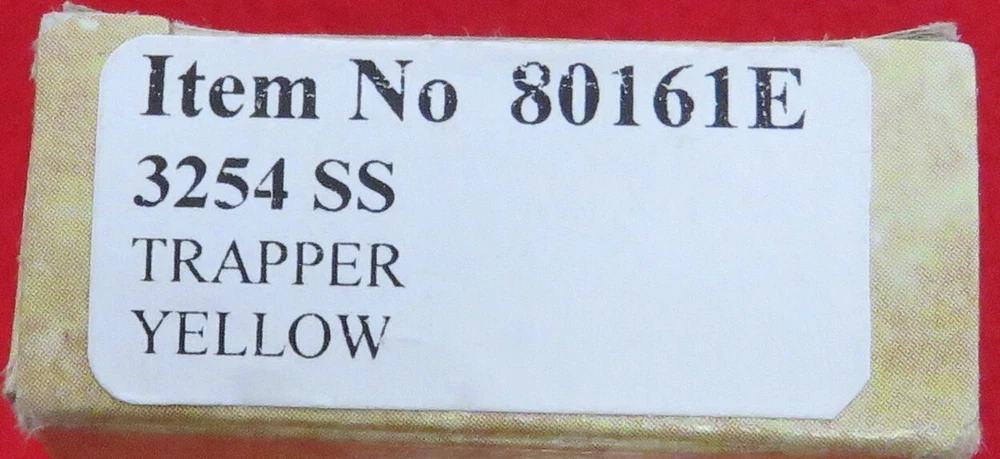 Item No 80161E
3254 SS
TRAPPER
YELLOW